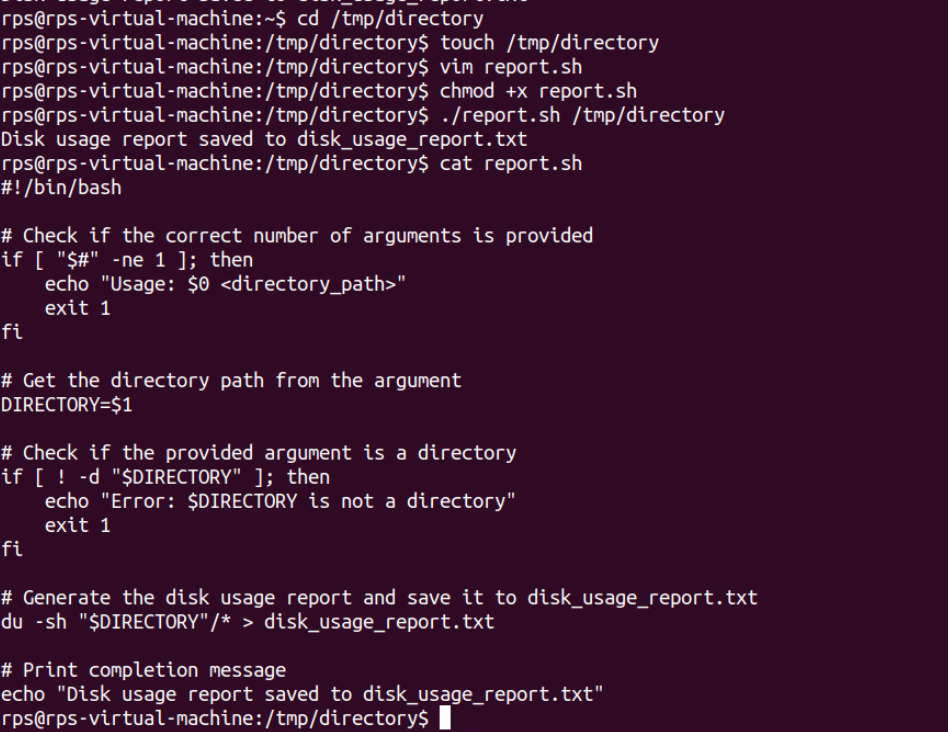 Disk usage report saved to disk_usage_report.txt
rps@rps-virtual-machine:~$ cd /tmp/directory
rps@rps-virtual-machine:/tmp/directory$ touch /tmp/directory
rps@rps-virtual-machine:/tmp/directory$ vim report.sh
rps@rps-virtual-machine:/tmp/directory$ chmod +x report.sh
rps@rps-virtual-machine:/tmp/directory$ ./report.sh /tmp/directory
Disk usage report saved to disk_usage_report.txt
rps@rps-virtual-machine:/tmp/directory$ cat report.sh
#!/bin/bash

# Check if the correct number of arguments is provided
if [ "$#" -ne 1 ]; then
    echo "Usage: $0 <directory_path>"
    exit 1
fi

# Get the directory path from the argument
DIRECTORY=$1

# Check if the provided argument is a directory
if [ ! -d "$DIRECTORY" ]; then
    echo "Error: $DIRECTORY is not a directory"
    exit 1
fi

# Generate the disk usage report and save it to disk_usage_report.txt
du -sh "$DIRECTORY"/* > disk_usage_report.txt

# Print completion message
echo "Disk usage report saved to disk_usage_report.txt"
rps@rps-virtual-machine:/tmp/directory$